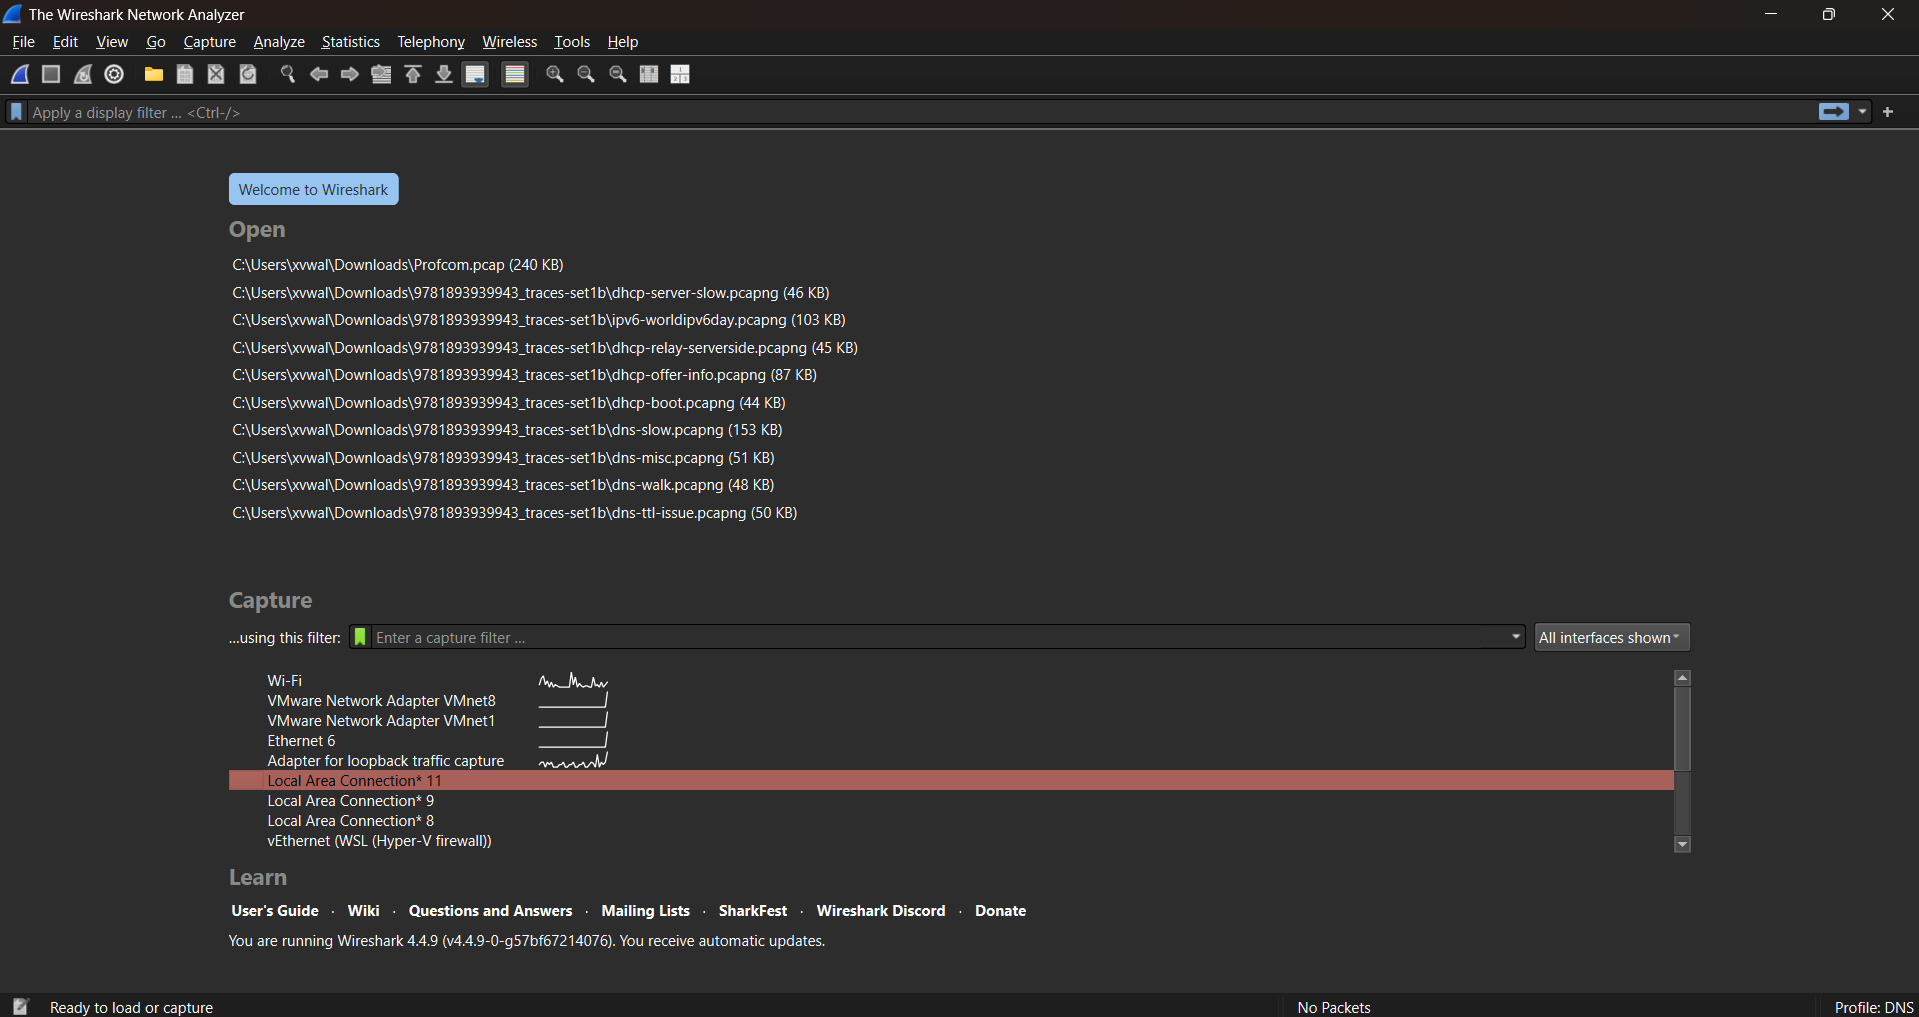 The Wireshark Network Analyzer
File Edit View Go Capture Analyze Statistics Telephony Wireless Tools Help
Apply a display filter ... <Ctrl-/>
Welcome to Wireshark
Open
C:\Users\xvwal\Downloads\Profcom.pcap (240 KB)
C:\Users\xvwal\Downloads\9781893939943_traces-set1b\dhcp-server-slow.pcapng (46 KB)
C:\Users\xvwal\Downloads\9781893939943_traces-set1b\ipv6-worldipv6day.pcapng (103 KB)
C:\Users\xvwal\Downloads\9781893939943_traces-set1b\dhcp-relay-serverside.pcapng (45 KB)
C:\Users\xvwal\Downloads\9781893939943_traces-set1b\dhcp-offer-info.pcapng (87 KB)
C:\Users\xvwal\Downloads\9781893939943_traces-set1b\dhcp-boot.pcapng (44 KB)
C:\Users\xvwal\Downloads\9781893939943_traces-set1b\dns-slow.pcapng (153 KB)
C:\Users\xvwal\Downloads\9781893939943_traces-set1b\dns-misc.pcapng (51 KB)
C:\Users\xvwal\Downloads\9781893939943_traces-set1b\dns-walk.pcapng (48 KB)
C:\Users\xvwal\Downloads\9781893939943_traces-set1b\dns-ttl-issue.pcapng (50 KB)
Capture
...using this filter: Enter a capture filter ... All interfaces shown
Wi-Fi
VMware Network Adapter VMnet8
VMware Network Adapter VMnet1
Ethernet 6
Adapter for loopback traffic capture
Local Area Connection* 11
Local Area Connection* 9
Local Area Connection* 8
vEthernet (WSL (Hyper-V firewall))
Learn
User's Guide · Wiki · Questions and Answers · Mailing Lists · SharkFest · Wireshark Discord · Donate
You are running Wireshark 4.4.9 (v4.4.9-0-g57bf67214076). You receive automatic updates.
Ready to load or capture No Packets Profile: DNS